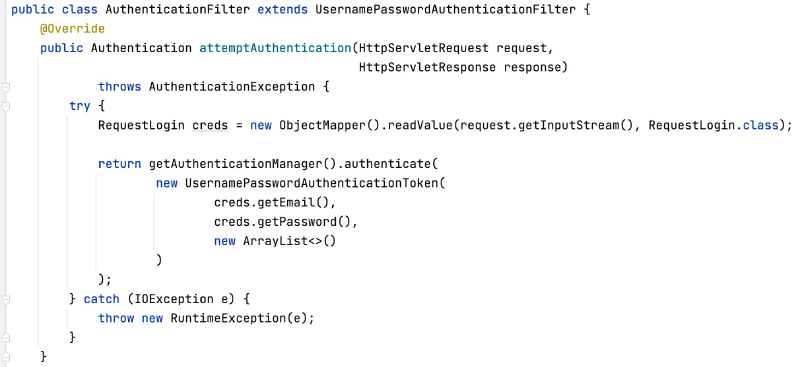 public class AuthenticationFilter extends UsernamePasswordAuthenticationFilter {
    @Override
    public Authentication attemptAuthentication(HttpServletRequest request,
                                                HttpServletResponse response)
            throws AuthenticationException {
        try {
            RequestLogin creds = new ObjectMapper().readValue(request.getInputStream(), RequestLogin.class);

            return getAuthenticationManager().authenticate(
                    new UsernamePasswordAuthenticationToken(
                            creds.getEmail(),
                            creds.getPassword(),
                            new ArrayList<>()
                    )
            );
        } catch (IOException e) {
            throw new RuntimeException(e);
        }
    }